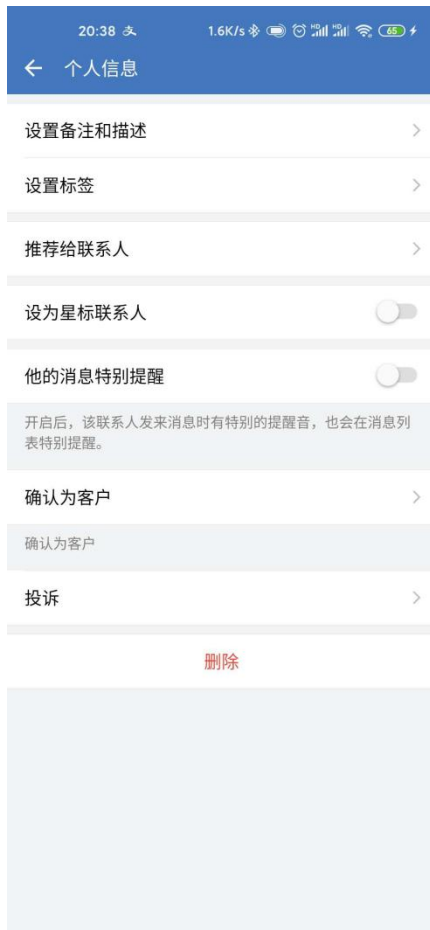 20:38 支 1.6K/s HD HD 65
个人信息
设置备注和描述
设置标签
推荐给联系人
设为星标联系人
他的消息特别提醒
开启后，该联系人发来消息时有特别的提醒音，也会在消息列
表特别提醒。
确认为客户
确认为客户
投诉
删除